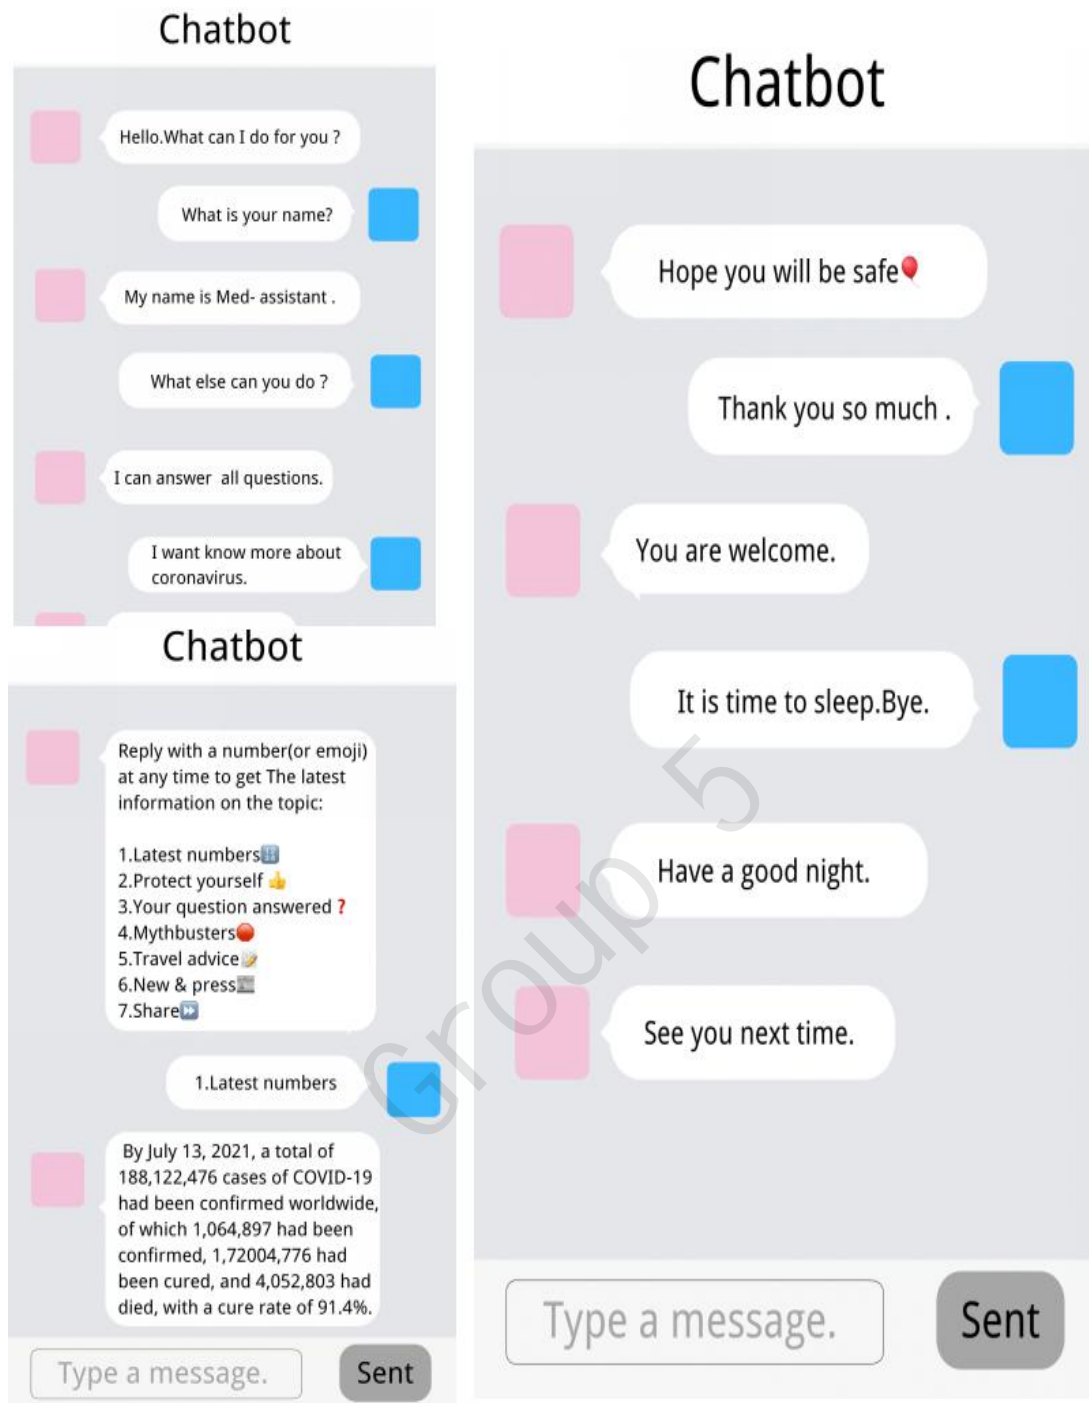 Chatbot
Hello.What can I do for you ?
What is your name?
My name is Med- assistant .
What else can you do ?
I can answer  all questions.
I want know more about
coronavirus.
Chatbot
Reply with a number(or emoji)
at any time to get The latest
information on the topic:
1.Latest numbers🔢
2.Protect yourself 👍
3.Your question answered ❓
4.Mythbusters🛑
5.Travel advice📝
6.New & press📰
7.Share⏩
1.Latest numbers
By July 13, 2021, a total of
188,122,476 cases of COVID-19
had been confirmed worldwide,
of which 1,064,897 had been
confirmed, 1,72004,776 had
been cured, and 4,052,803 had
died, with a cure rate of 91.4%.
Type a message.
Sent
Chatbot
Hope you will be safe🎈
Thank you so much .
You are welcome.
It is time to sleep.Bye.
Have a good night.
See you next time.
Type a message.
Sent
Group 5